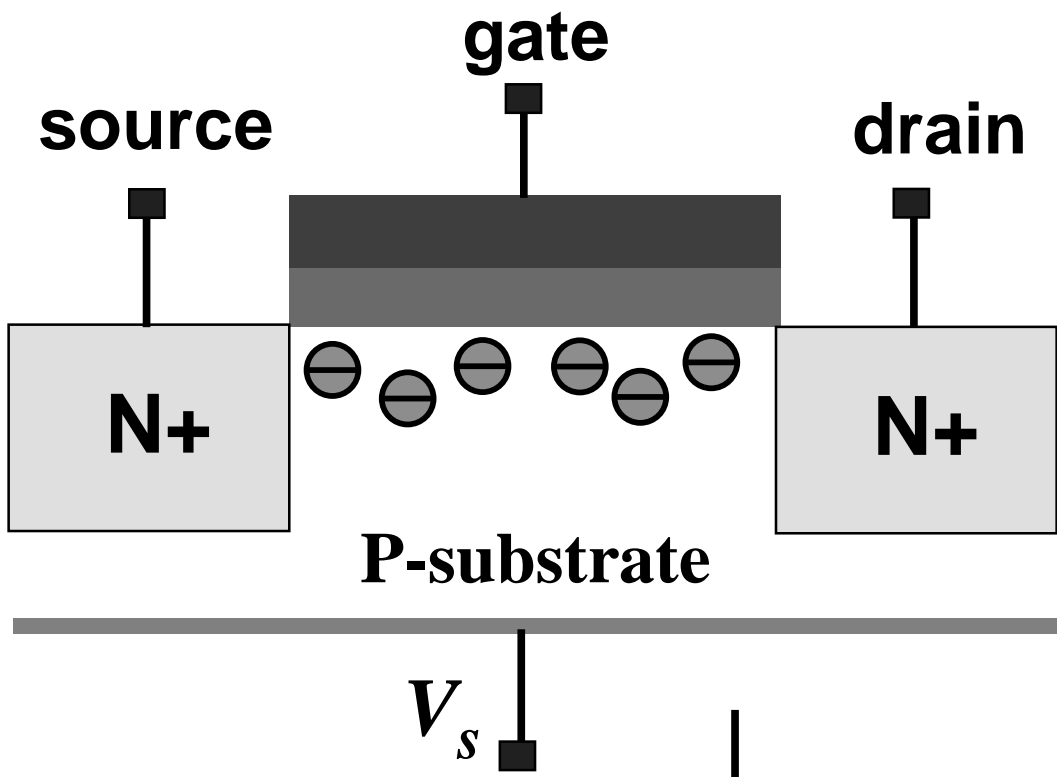 gate
source
drain
N+
N+
P-substrate
Vₛ